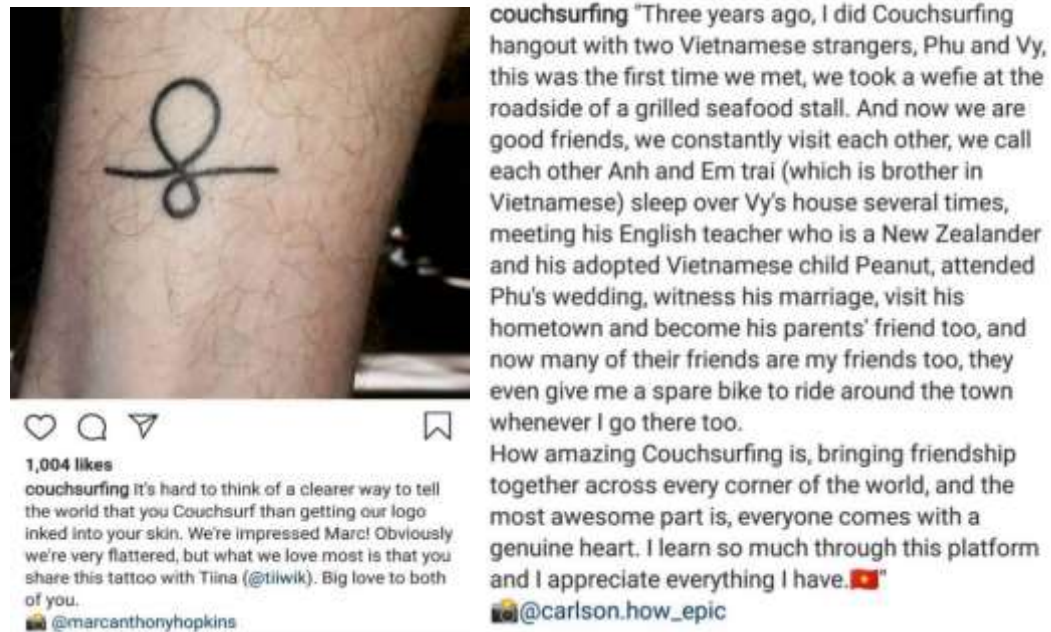 1,004 likes
couchsurfing It's hard to think of a clearer way to tell
the world that you Couchsurf than getting our logo
inked into your skin. We're impressed Marc! Obviously
we're very flattered, but what we love most is that you
share this tattoo with Tiina (@tiiwik). Big love to both
of you.
📸 @marcanthonyhopkins
couchsurfing "Three years ago, I did Couchsurfing
hangout with two Vietnamese strangers, Phu and Vy,
this was the first time we met, we took a wefie at the
roadside of a grilled seafood stall. And now we are
good friends, we constantly visit each other, we call
each other Anh and Em trai (which is brother in
Vietnamese) sleep over Vy's house several times,
meeting his English teacher who is a New Zealander
and his adopted Vietnamese child Peanut, attended
Phu's wedding, witness his marriage, visit his
hometown and become his parents' friend too, and
now many of their friends are my friends too, they
even give me a spare bike to ride around the town
whenever I go there too.
How amazing Couchsurfing is, bringing friendship
together across every corner of the world, and the
most awesome part is, everyone comes with a
genuine heart. I learn so much through this platform
and I appreciate everything I have.🇻🇳"
📸@carlson.how_epic